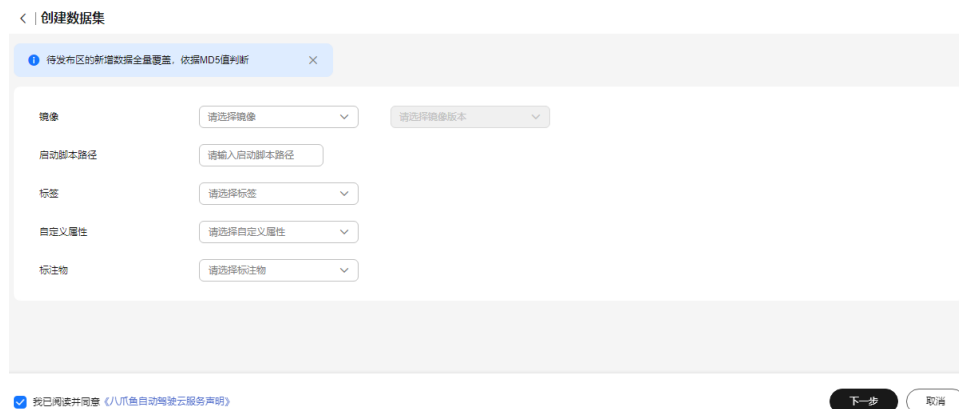 创建数据集
待发布区的新增数据全量覆盖，依据MD5值判断
镜像 请选择镜像 请选择镜像版本
启动脚本路径 请输入启动脚本路径
标签 请选择标签
自定义属性 请选择自定义属性
标注物 请选择标注物
我已阅读并同意《八爪鱼自动驾驶云服务声明》 下一步 取消